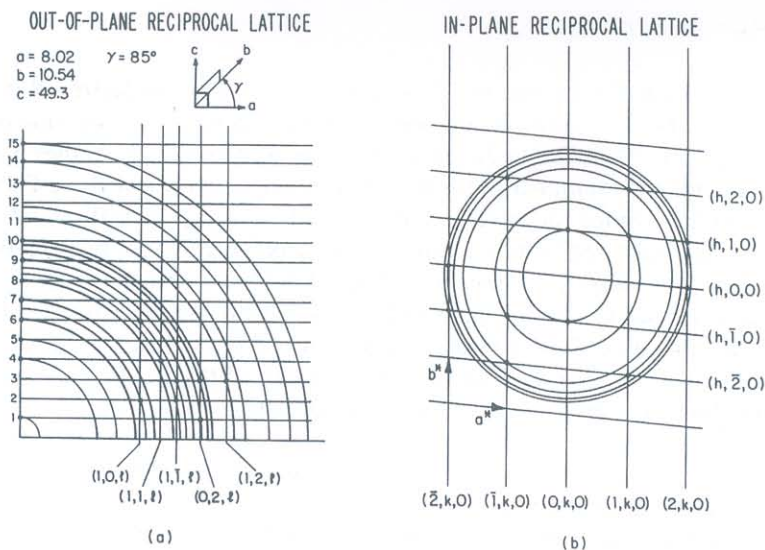 OUT-OF-PLANE RECIPROCAL LATTICE
a = 8.02 γ = 85°
b = 10.54
c = 49.3
c
b
γ
a
15
14
13
12
11
10
9
8
7
6
5
4
3
2
1
(1,0,ℓ) (1,1̄,ℓ) (1,2,ℓ)
(1,1,ℓ) (0,2,ℓ)
(a)
IN-PLANE RECIPROCAL LATTICE
(h,2,0)
(h,1,0)
(h,0,0)
(h,1̄,0)
(h,2̄,0)
b*
a*
(2̄,k,0) (1̄,k,0) (0,k,0) (1,k,0) (2,k,0)
(b)